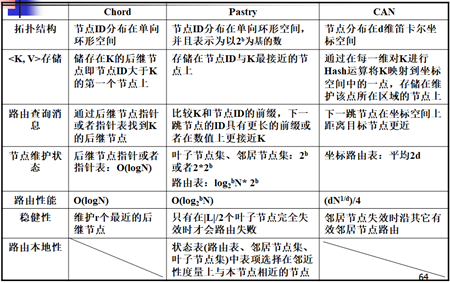 Chord Pastry CAN
拓扑结构 节点ID分布在单向环形空间 节点ID分布在单向环形空间,并且表示为以2ᵇ为基的数 节点分布在d维笛卡尔坐标空间
<K, V>存储 储存在K的后继节点即节点ID大于K的第一个节点上 存储在节点ID与K最接近的节点上 通过在每一维对K进行Hash运算将K映射到坐标空间中的一点,存储在维护该点所在区域的节点上
路由查询消息 通过后继节点指针或者指针表找到K的后继节点 比较K和节点ID的前缀,下一跳节点的ID具有更长的前缀或者在数值上更接近K 下一跳节点在坐标空间上距离目标节点更近
节点维护状态 后继节点指针或者指针表:O(logN) 叶子节点集、邻居节点集:2ᵇ或者2*2ᵇ 路由表:log₂ᵇN* 2ᵇ 坐标路由表:平均2d
路由性能 O(logN) O(log₂ᵇN) (dN¹/ᵈ)/4
稳健性 维护r个最近的后继节点 只有在|L|/2个叶子节点完全失效时才会路由失败 邻居节点失效时沿其它有效邻居节点路由
路由本地性 状态表(路由表、邻居节点集、叶子节点集)中表项选择在邻近性度量上与本节点相近的节点
64